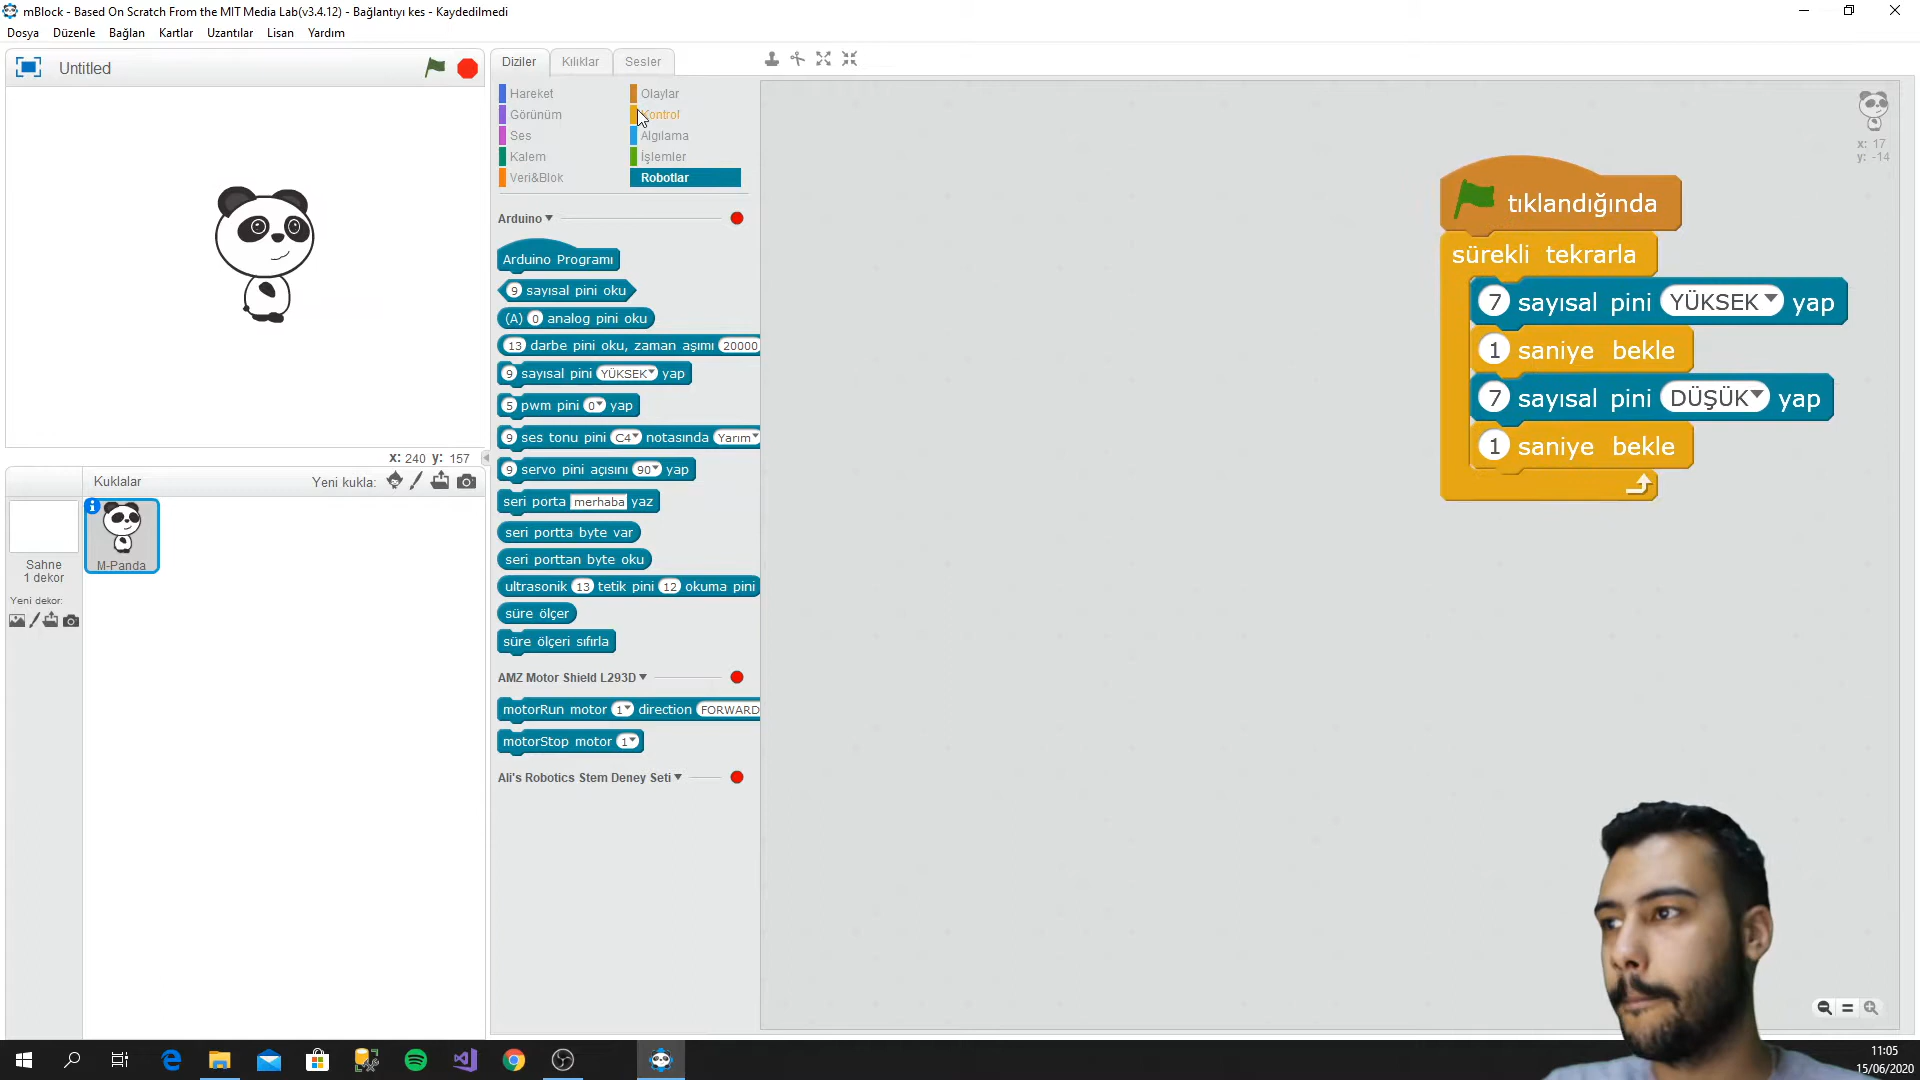 mBlock - Based On Scratch From the MIT Media Lab(v3.4.12) - Bağlantıyı kes - Kaydedilmedi
Dosya Düzenle Bağlan Kartlar Uzantılar Lisan Yardım
Untitled
x: 240 y: 157
Kuklalar
Yeni kukla:
M-Panda
Sahne
1 dekor
Yeni dekor:
Diziler Kılıklar Sesler
Hareket Olaylar
Görünüm Kontrol
Ses Algılama
Kalem İşlemler
Veri&Blok Robotlar
Arduino
Arduino Programı
9 sayısal pini oku
(A) 0 analog pini oku
13 darbe pini oku, zaman aşımı 20000
9 sayısal pini YÜKSEK yap
5 pwm pini 0 yap
9 ses tonu pini C4 notasında Yarım
9 servo pini açısını 90 yap
seri porta merhaba yaz
seri portta byte var
seri porttan byte oku
ultrasonik 13 tetik pini 12 okuma pini
süre ölçer
süre ölçeri sıfırla
AMZ Motor Shield L293D
motorRun motor 1 direction FORWARD
motorStop motor 1
Ali's Robotics Stem Deney Seti
x: 17
y: -14
tıklandığında
sürekli tekrarla
7 sayısal pini YÜKSEK yap
1 saniye bekle
7 sayısal pini DÜŞÜK yap
1 saniye bekle
11:05
15/06/2020